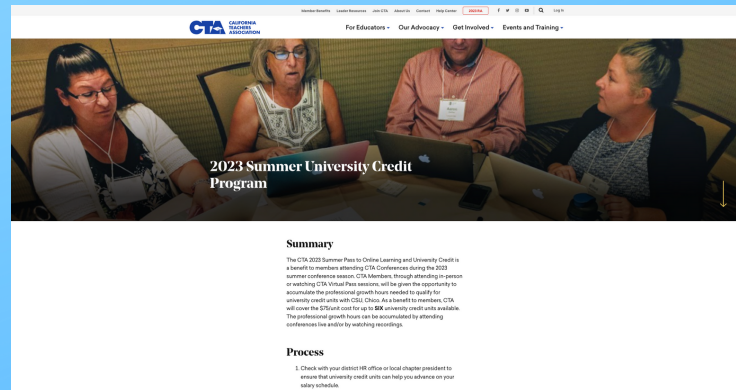 Member Benefits Leader Resources Join CTA About Us Contact Help Center Log In
CTA CALIFORNIA
TEACHERS
ASSOCIATION
For Educators Our Advocacy Get Involved Events and Training
2023 Summer University Credit
Program
Summary
The CTA 2023 Summer Pass to Online Learning and University Credit is
a benefit to members attending CTA Conferences during the 2023
summer conference season. CTA Members, through attending in-person
or watching CTA Virtual Pass sessions, will be given the opportunity to
accumulate the professional growth hours needed to qualify for
university credit units with CSU, Chico. As a benefit to members, CTA
will cover the $75/unit cost for up to SIX university credit units available.
The professional growth hours can be accumulated by attending
conferences live and/or by watching recordings.
Process
1. Check with your district HR office or local chapter president to
ensure that university credit units can help you advance on your
salary schedule.